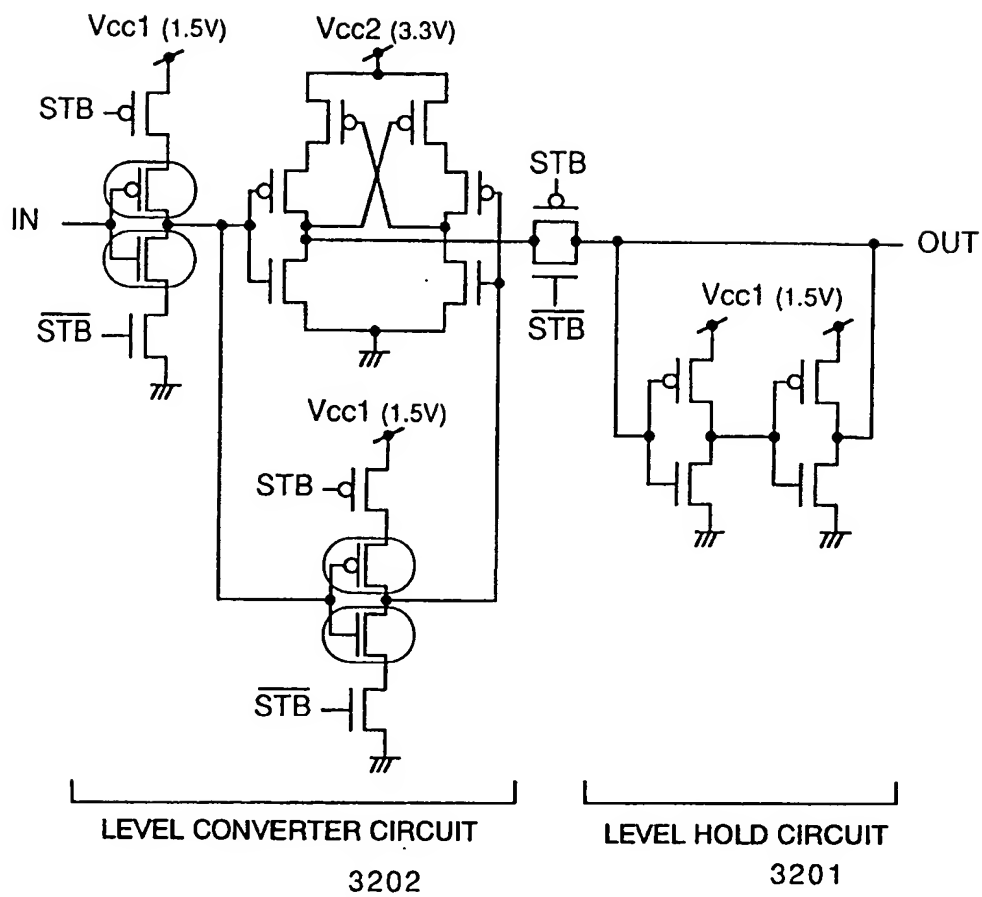 Vcc1 (1.5V)
Vcc2 (3.3V)
STB
STB
IN
OUT
STB
STB
Vcc1 (1.5V)
Vcc1 (1.5V)
STB
STB
LEVEL CONVERTER CIRCUIT
3202
LEVEL HOLD CIRCUIT
3201